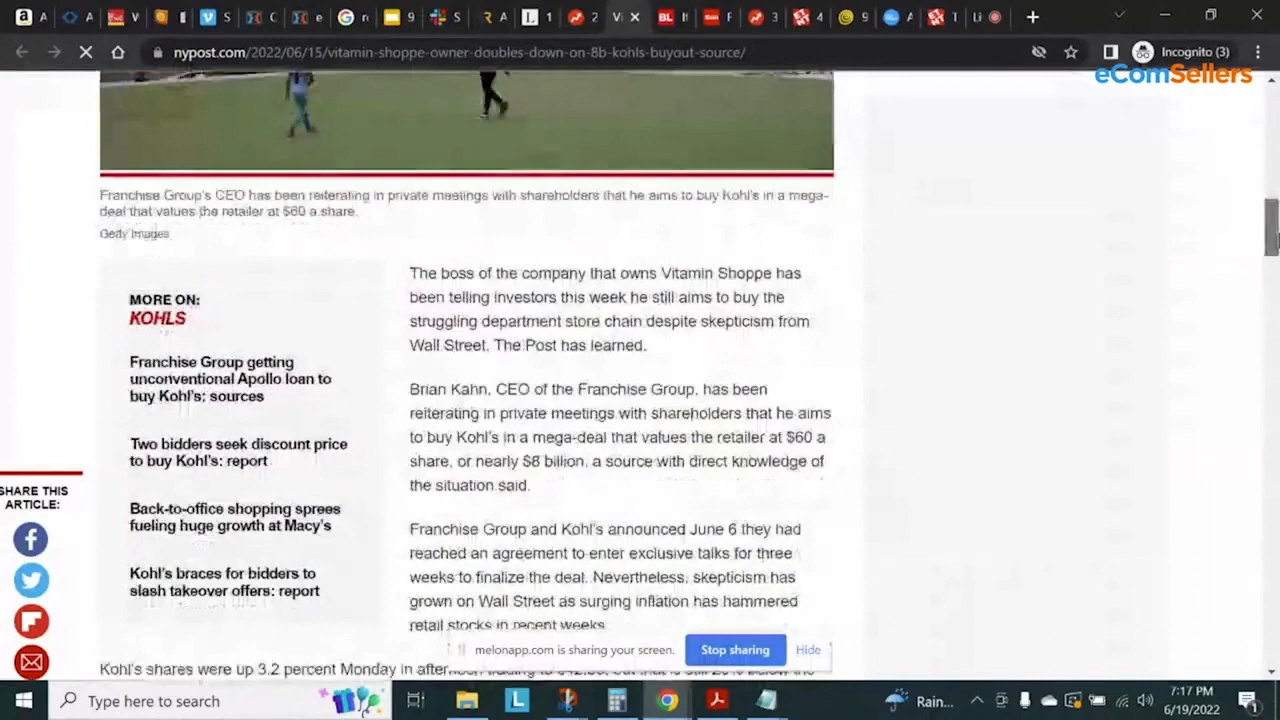 nypost.com/2022/06/15/vitamin-shoppe-owner-doubles-down-on-8b-kohls-buyout-source/
Incognito (3)
eComSellers
Franchise Group's CEO has been reiterating in private meetings with shareholders that he aims to buy Kohl's in a mega-
deal that values the retailer at $60 a share.
Getty Images
MORE ON:
KOHLS
Franchise Group getting
unconventional Apollo loan to
buy Kohl's: sources
Two bidders seek discount price
to buy Kohl's: report
Back-to-office shopping sprees
fueling huge growth at Macy's
Kohl's braces for bidders to
slash takeover offers: report
SHARE THIS
ARTICLE:
The boss of the company that owns Vitamin Shoppe has
been telling investors this week he still aims to buy the
struggling department store chain despite skepticism from
Wall Street, The Post has learned.
Brian Kahn, CEO of the Franchise Group, has been
reiterating in private meetings with shareholders that he aims
to buy Kohl's in a mega-deal that values the retailer at $60 a
share, or nearly $8 billion, a source with direct knowledge of
the situation said.
Franchise Group and Kohl's announced June 6 they had
reached an agreement to enter exclusive talks for three
weeks to finalize the deal. Nevertheless, skepticism has
grown on Wall Street as surging inflation has hammered
retail stocks in recent weeks
melonapp.com is sharing your screen.
Stop sharing
Hide
Kohl's shares were up 3.2 percent Monday in
Type here to search
Rain...
7:17 PM
6/19/2022